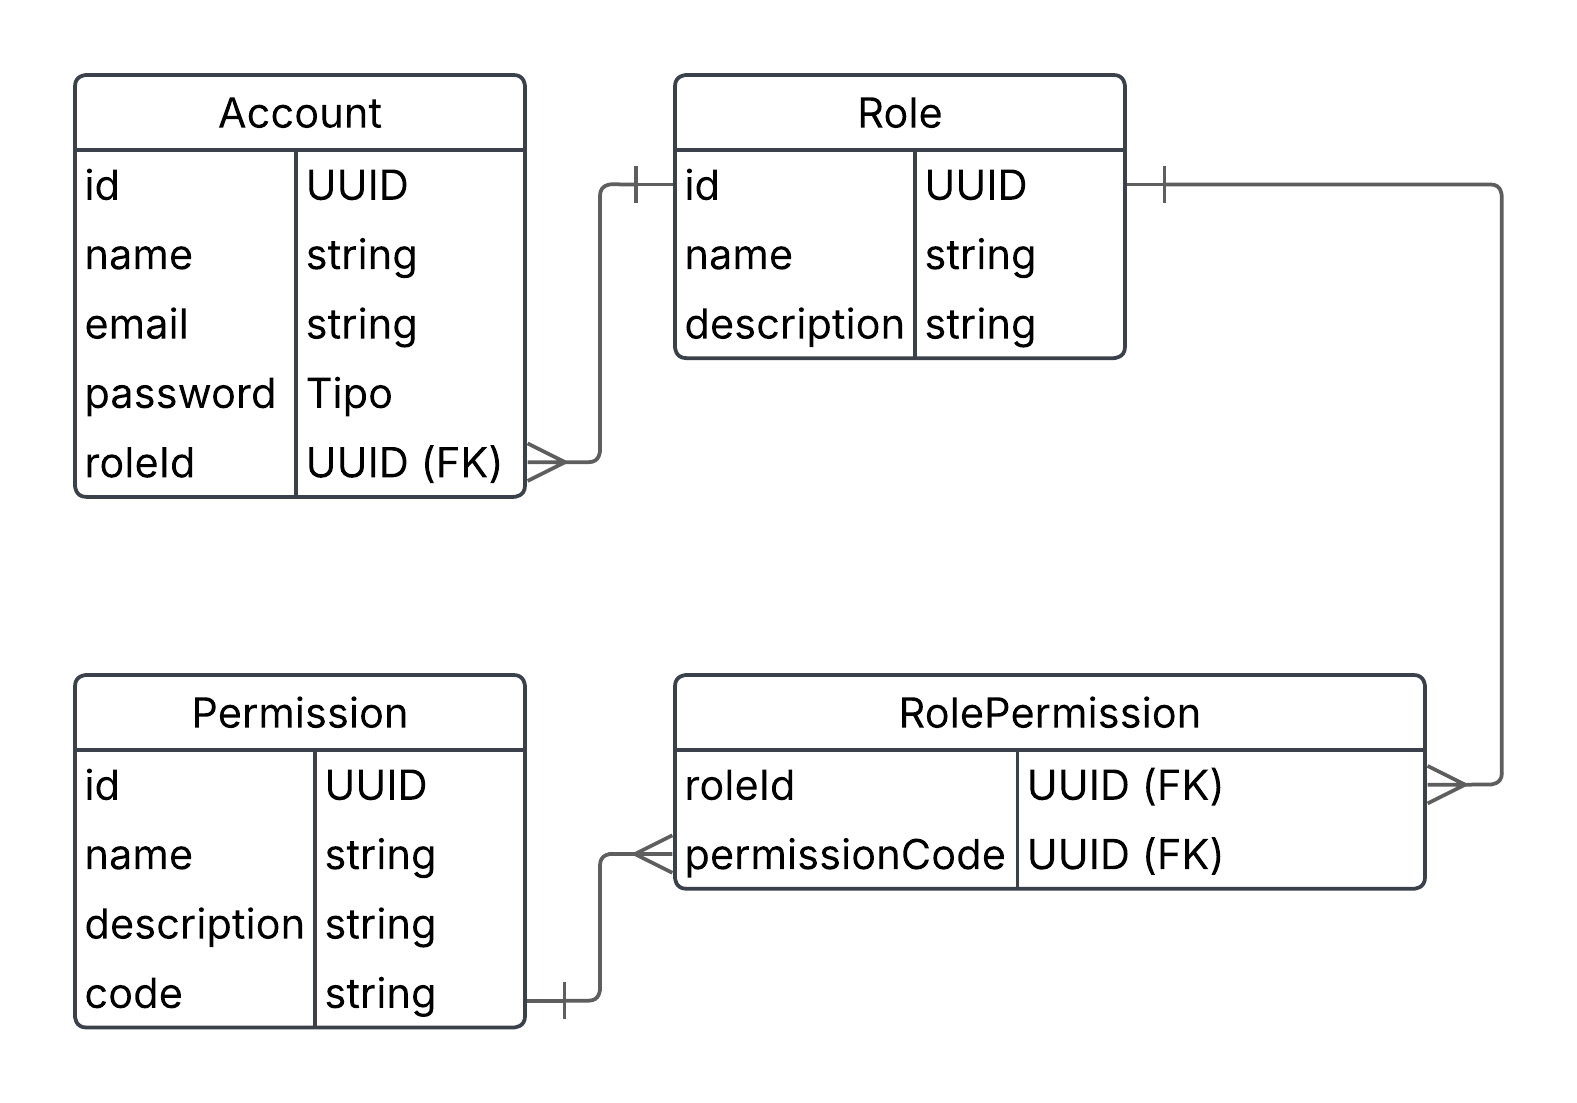 Account
id UUID
name string
email string
password Tipo
roleId UUID (FK)
Role
id UUID
name string
description string
Permission
id UUID
name string
description string
code string
RolePermission
roleId UUID (FK)
permissionCode UUID (FK)